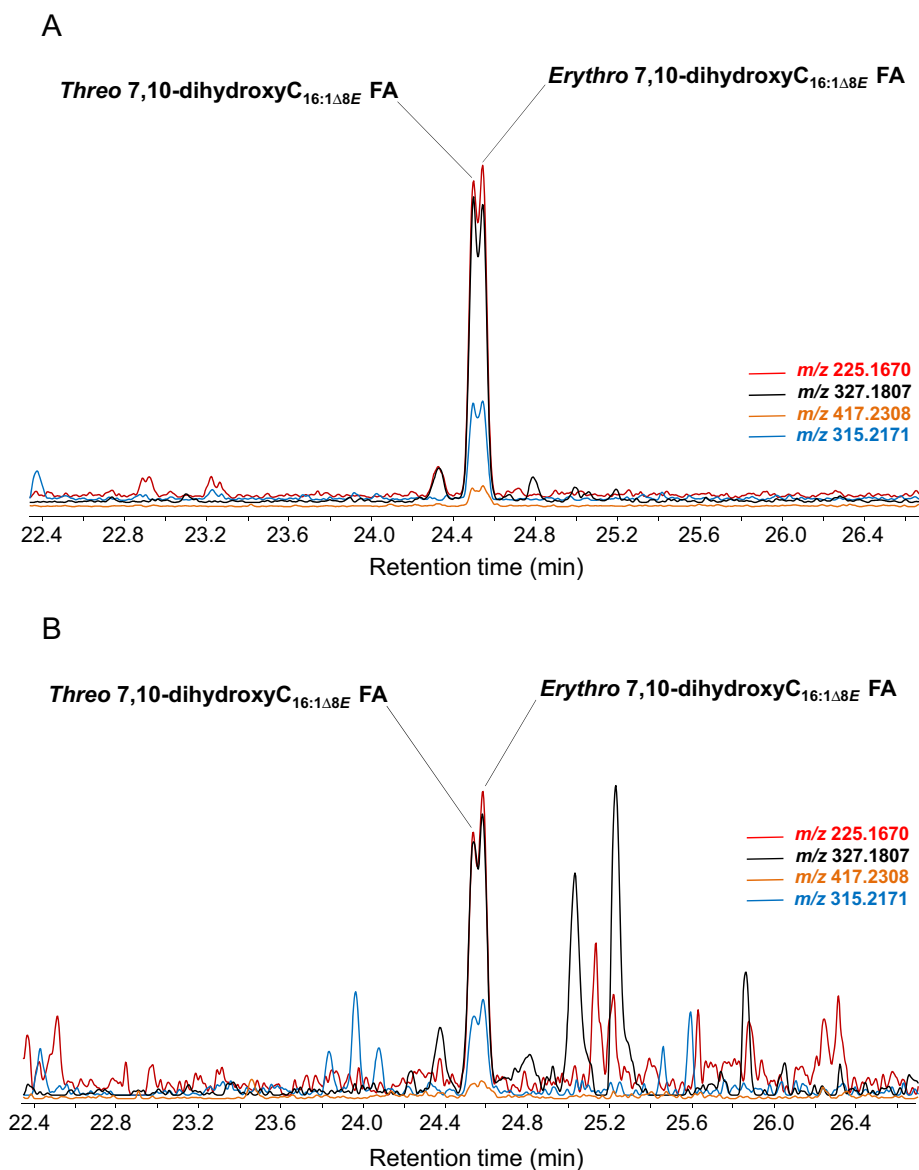 A
Threo 7,10-dihydroxyC16:1Δ8E FA
Erythro 7,10-dihydroxyC16:1Δ8E FA
m/z 225.1670
m/z 327.1807
m/z 417.2308
m/z 315.2171
22.4 22.8 23.2 23.6 24.0 24.4 24.8 25.2 25.6 26.0 26.4
Retention time (min)
B
Threo 7,10-dihydroxyC16:1Δ8E FA
Erythro 7,10-dihydroxyC16:1Δ8E FA
m/z 225.1670
m/z 327.1807
m/z 417.2308
m/z 315.2171
22.4 22.8 23.2 23.6 24.0 24.4 24.8 25.2 25.6 26.0 26.4
Retention time (min)